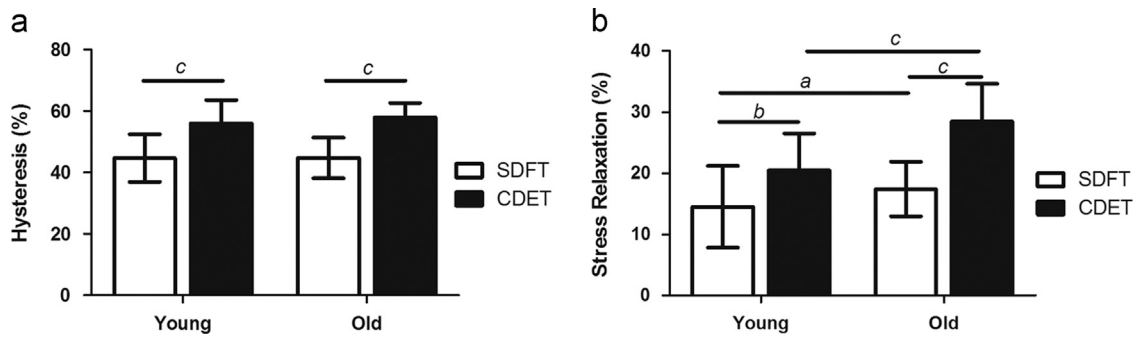 a
Hysteresis (%)
80
60
40
20
0
c
c
Young
Old
SDFT
CDET
b
Stress Relaxation (%)
40
30
20
10
0
c
a
c
b
Young
Old
SDFT
CDET